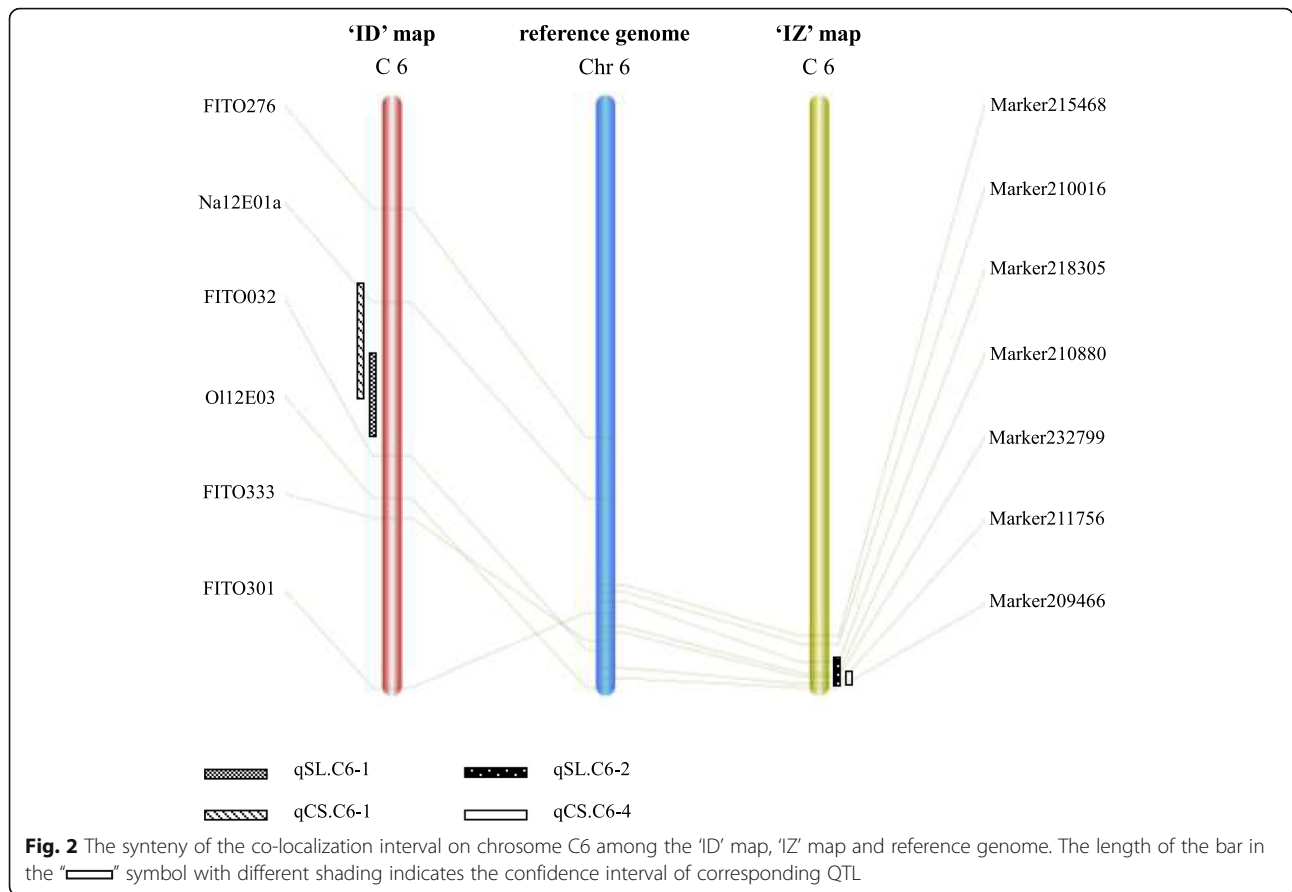 ‘ID’ map reference genome ‘IZ’ map
C 6 Chr 6 C 6
FITO276
Na12E01a
FITO032
Ol12E03
FITO333
FITO301
Marker215468
Marker210016
Marker218305
Marker210880
Marker232799
Marker211756
Marker209466
qSL.C6-1 qSL.C6-2
qCS.C6-1 qCS.C6-4
Fig. 2 The synteny of the co-localization interval on chrosome C6 among the ‘ID’ map, ‘IZ’ map and reference genome. The length of the bar in
the “ ” symbol with different shading indicates the confidence interval of corresponding QTL